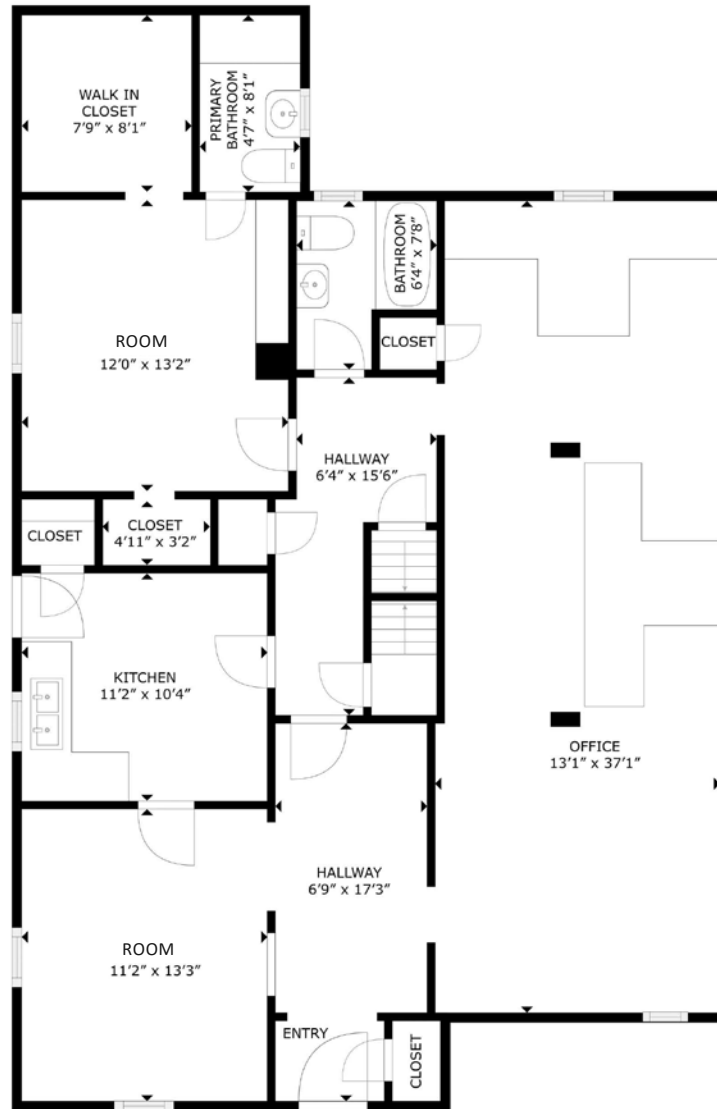 WALK IN
CLOSET
7'9" x 8'1"
PRIMARY
BATHROOM
4'7" x 8'1"
BATHROOM
6'4" x 7'8"
CLOSET
ROOM
12'0" x 13'2"
HALLWAY
6'4" x 15'6"
CLOSET
CLOSET
4'11" x 3'2"
KITCHEN
11'2" x 10'4"
OFFICE
13'1" x 37'1"
HALLWAY
6'9" x 17'3"
ROOM
11'2" x 13'3"
ENTRY
CLOSET